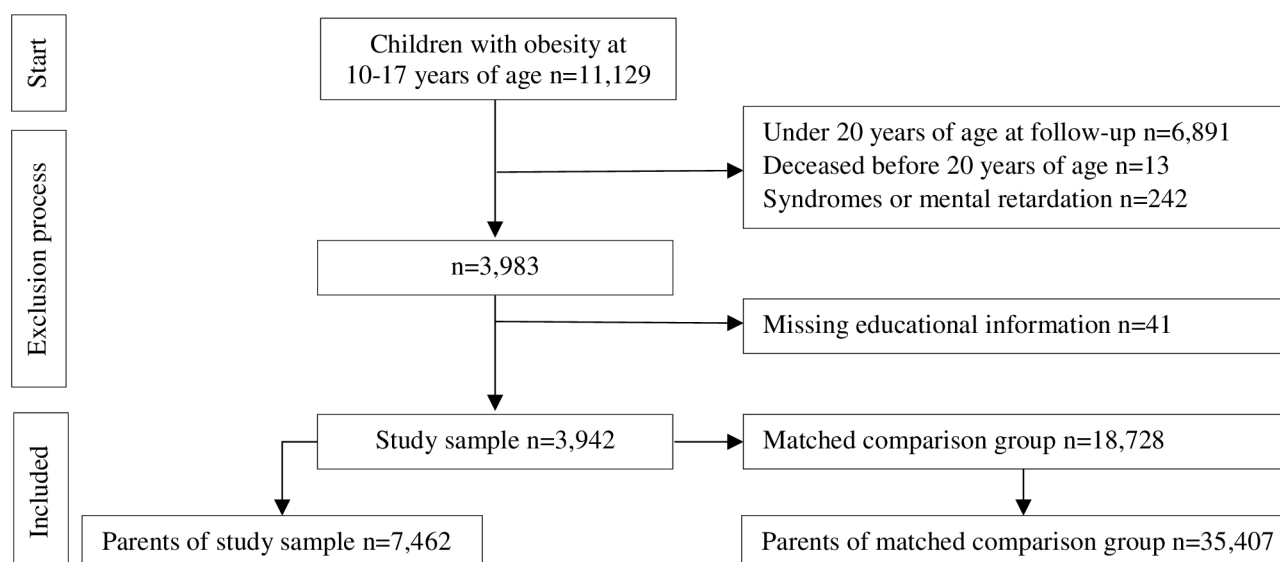 Start
Children with obesity at
10-17 years of age n=11,129
Exclusion process
Under 20 years of age at follow-up n=6,891
Deceased before 20 years of age n=13
Syndromes or mental retardation n=242
n=3,983
Missing educational information n=41
Included
Study sample n=3,942
Matched comparison group n=18,728
Parents of study sample n=7,462
Parents of matched comparison group n=35,407